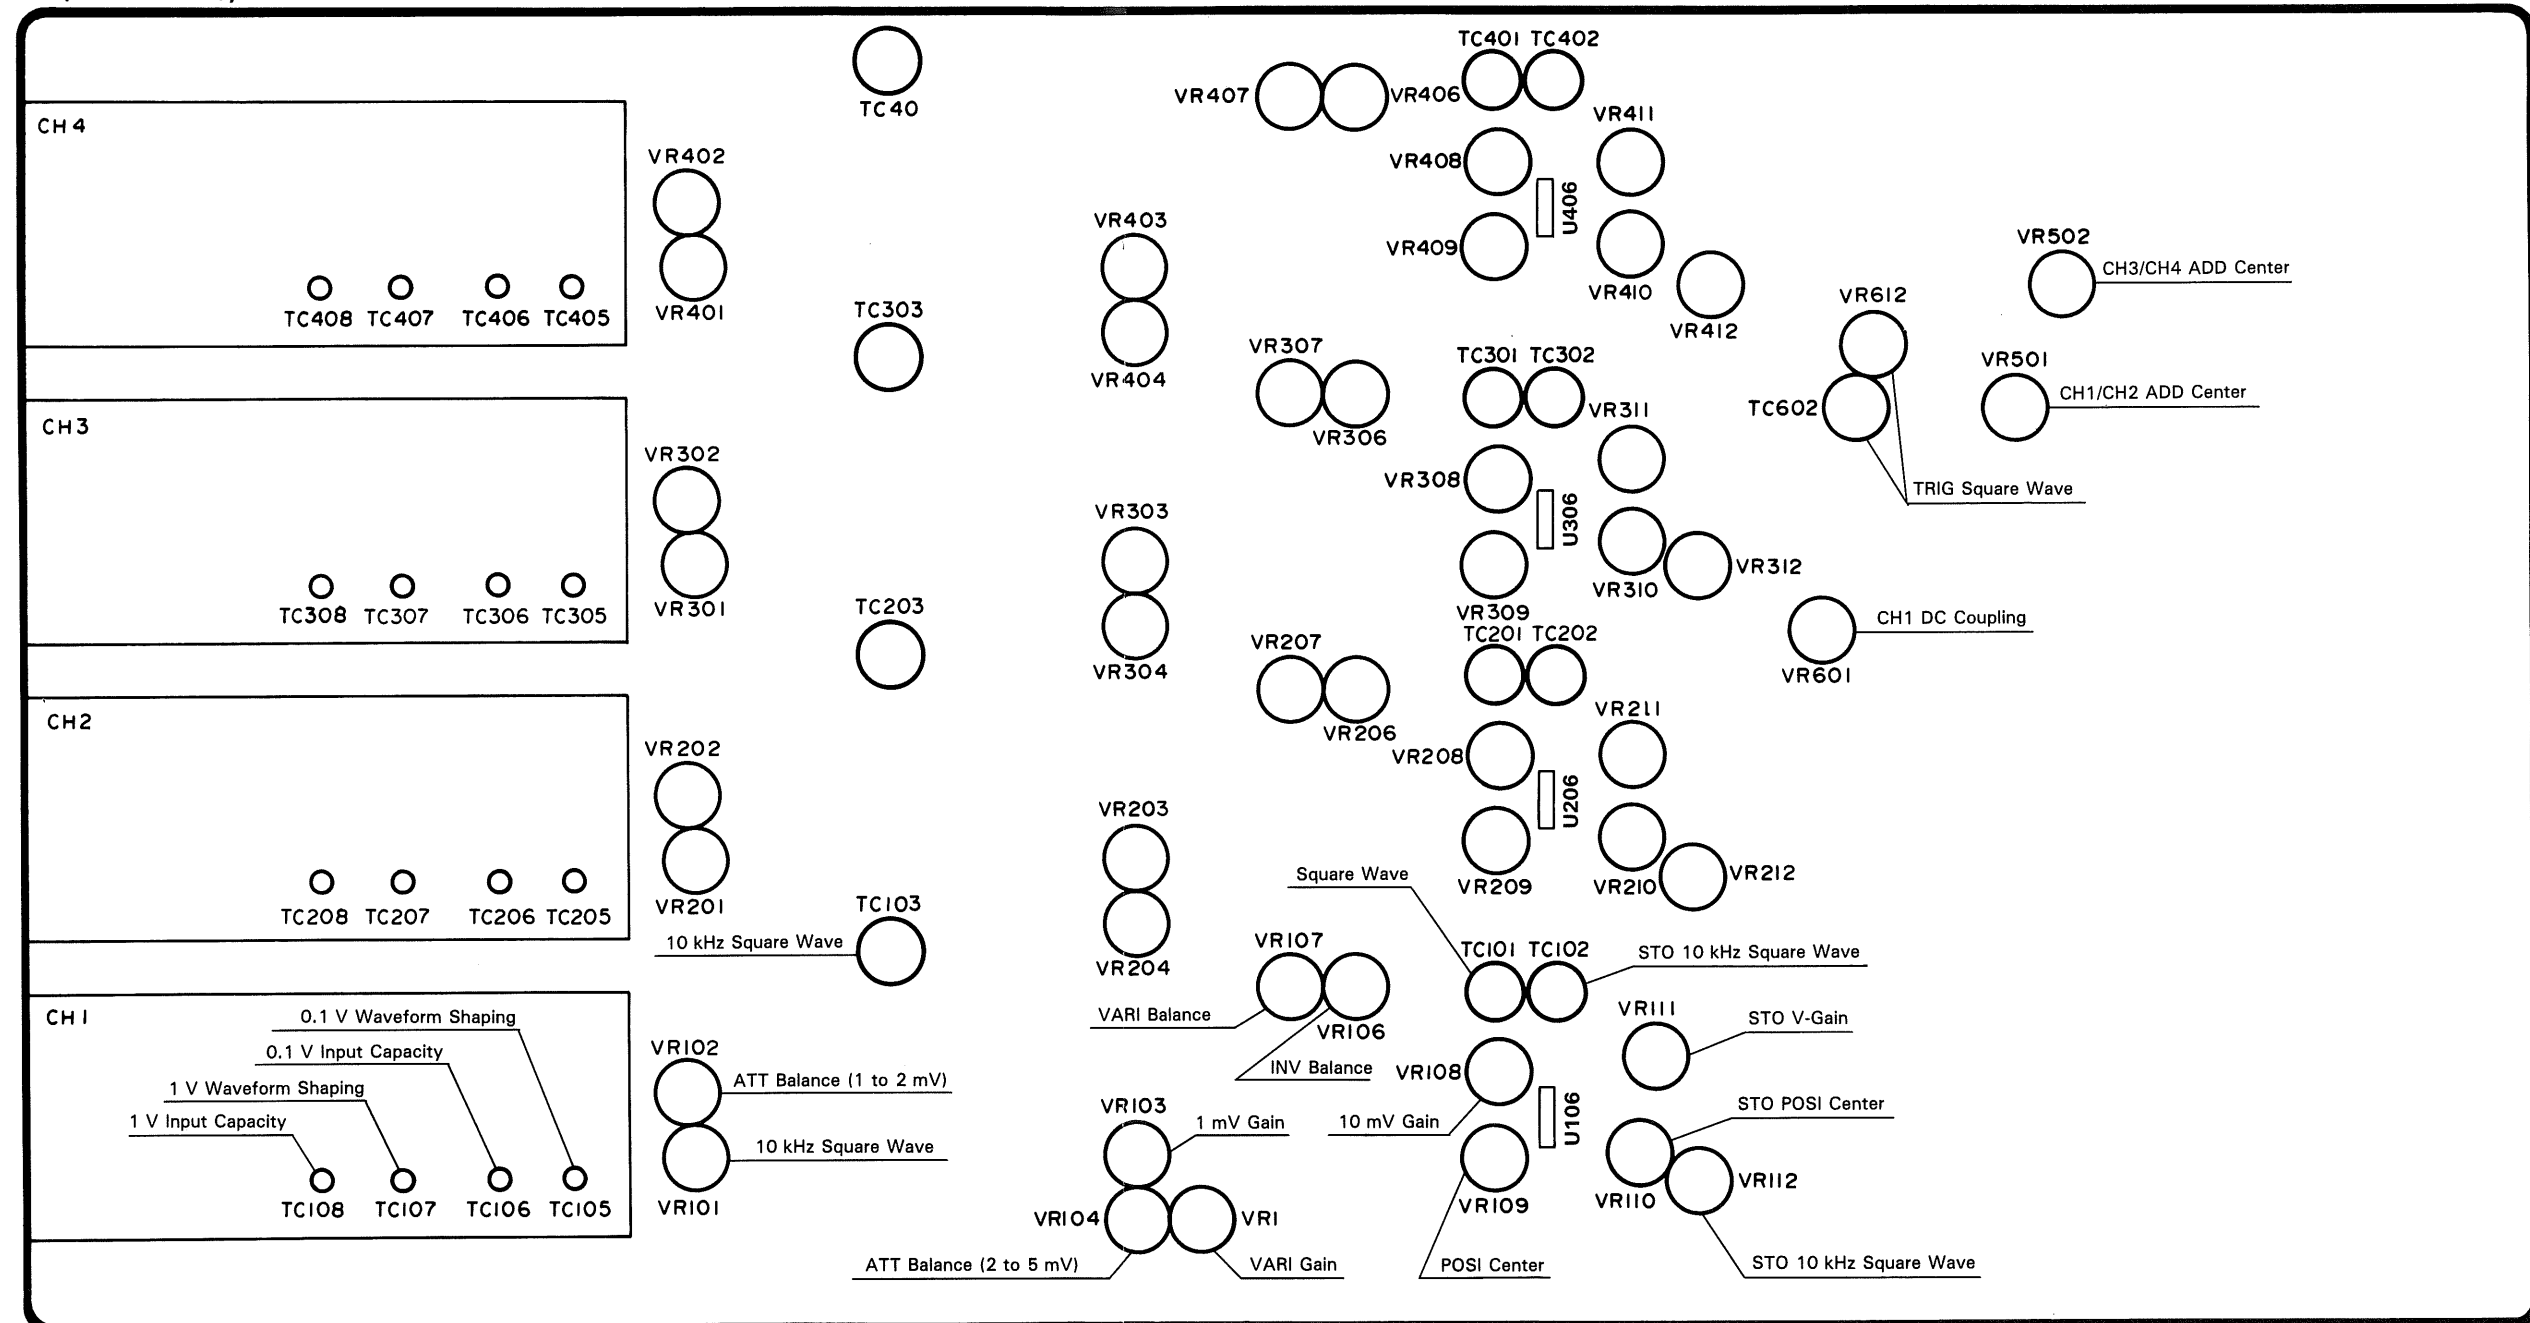 TC401 TC402
TC40
VR407
VR406
VR411
CH4
VR402
VR408
U406
VR403
VR409
VR502
CH3/CH4 ADD Center
VR410
VR612
TC408 TC407 TC406 TC405
VR401
TC303
VR412
VR307
TC301 TC302
VR501
VR404
CH1/CH2 ADD Center
TC602
VR311
CH3
VR306
VR302
VR308
TRIG Square Wave
VR303
U306
VR312
VR310
TC308 TC307 TC306 TC305
VR301
TC203
VR309
CH1 DC Coupling
TC201 TC202
VR207
VR304
VR601
CH2
VR211
VR206
VR202
VR208
U206
VR203
Square Wave
VR212
VR209
VR210
TC208 TC207 TC206 TC205
VR201
TC103
10 kHz Square Wave
VR107
TC101 TC102
STO 10 kHz Square Wave
VR204
CH1
0.1 V Waveform Shaping
VARI Balance
VR106
VR111
STO V-Gain
0.1 V Input Capacity
VR102
INV Balance
VR108
ATT Balance (1 to 2 mV)
1 V Waveform Shaping
VR103
STO POSI Center
1 V Input Capacity
1 mV Gain
10 mV Gain
U106
10 kHz Square Wave
VR112
TC108 TC107 TC106 TC105
VR101
VR104
VR1
VR109
VR110
ATT Balance (2 to 5 mV)
VARI Gain
POSI Center
STO 10 kHz Square Wave